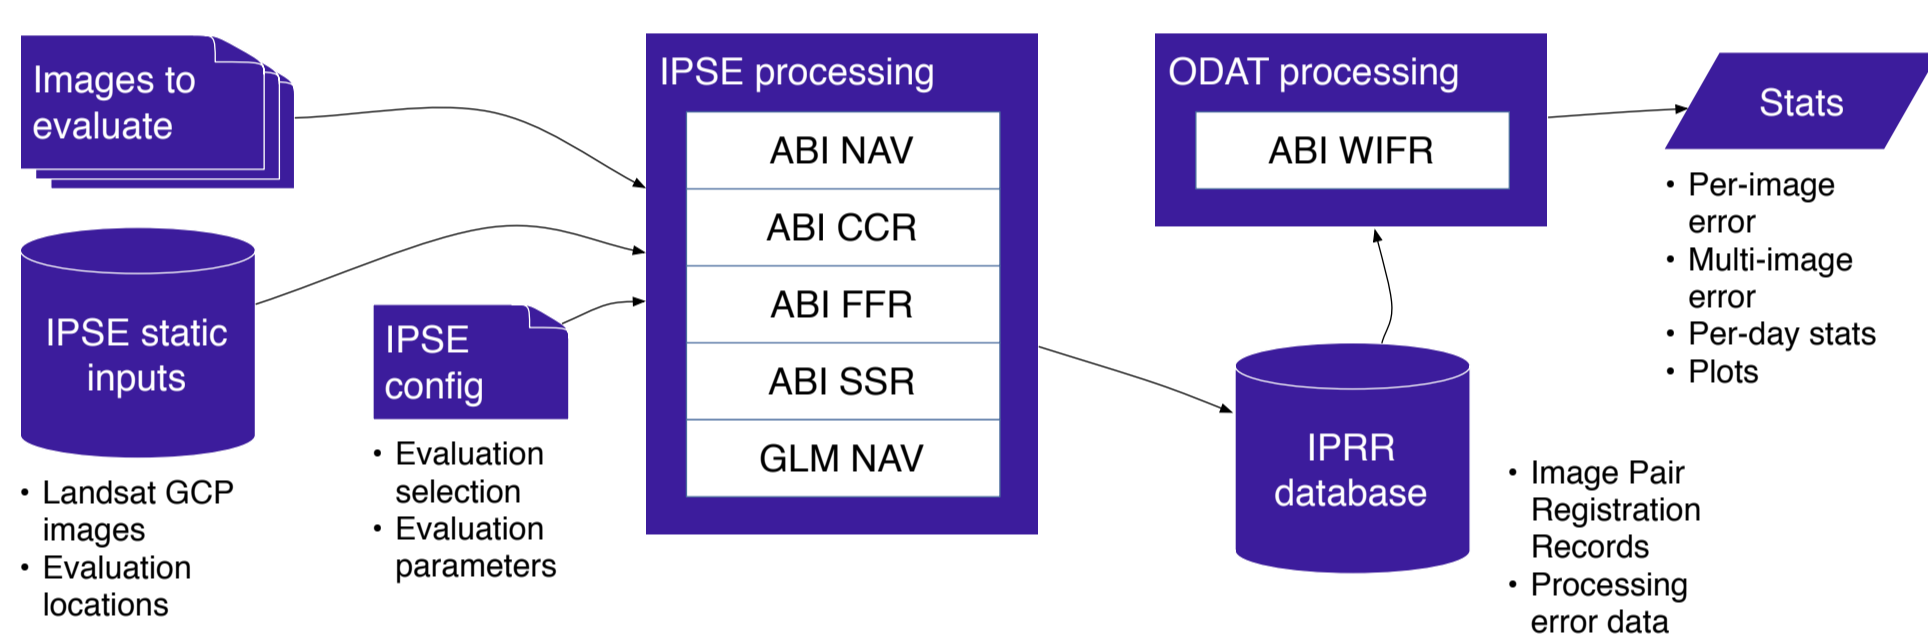 Images to
evaluate
IPSE static
inputs
• Landsat GCP
images
• Evaluation
locations
IPSE
config
• Evaluation
selection
• Evaluation
parameters
IPSE processing
ABI NAV
ABI CCR
ABI FFR
ABI SSR
GLM NAV
ODAT processing
ABI WIFR
IPRR
database
• Image Pair
Registration
Records
• Processing
error data
Stats
• Per-image
error
• Multi-image
error
• Per-day stats
• Plots